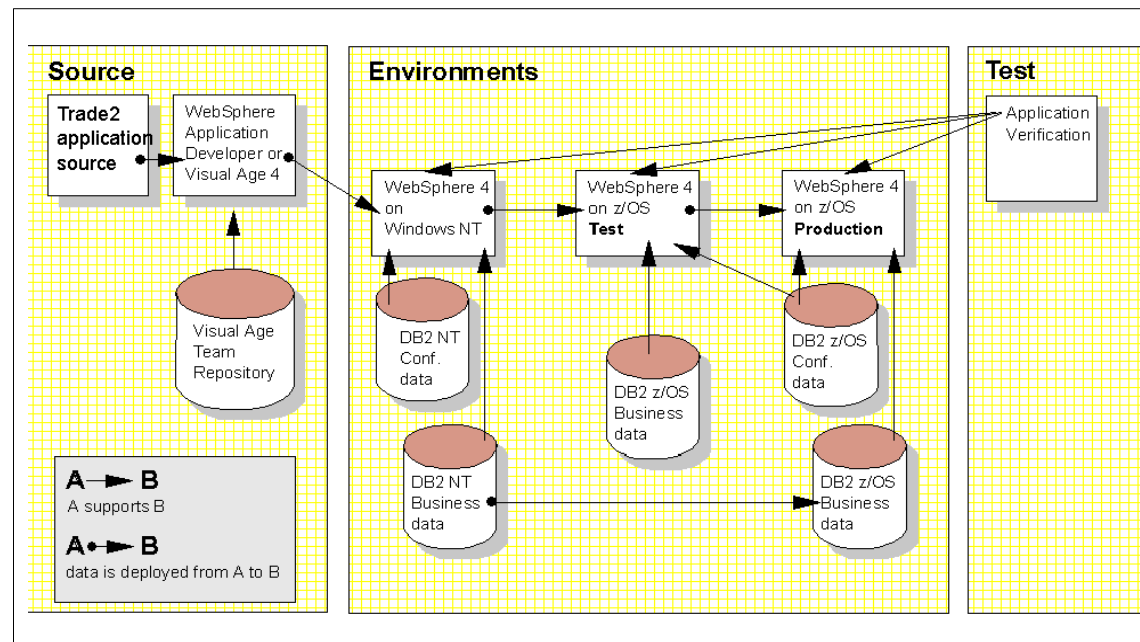 Source
Trade2
application
source
WebSphere
Application
Developer or
Visual Age 4
Visual Age
Team
Repository
A B
A supports B
A B
data is deployed from A to B
Environments
WebSphere 4
on
Windows NT
WebSphere 4
on z/OS
Test
WebSphere 4
on z/OS
Production
DB2 NT
Conf.
data
DB2 z/OS
Business
data
DB2 z/OS
Conf.
data
DB2 NT
Business
data
DB2 z/OS
Business
data
Test
Application
Verification